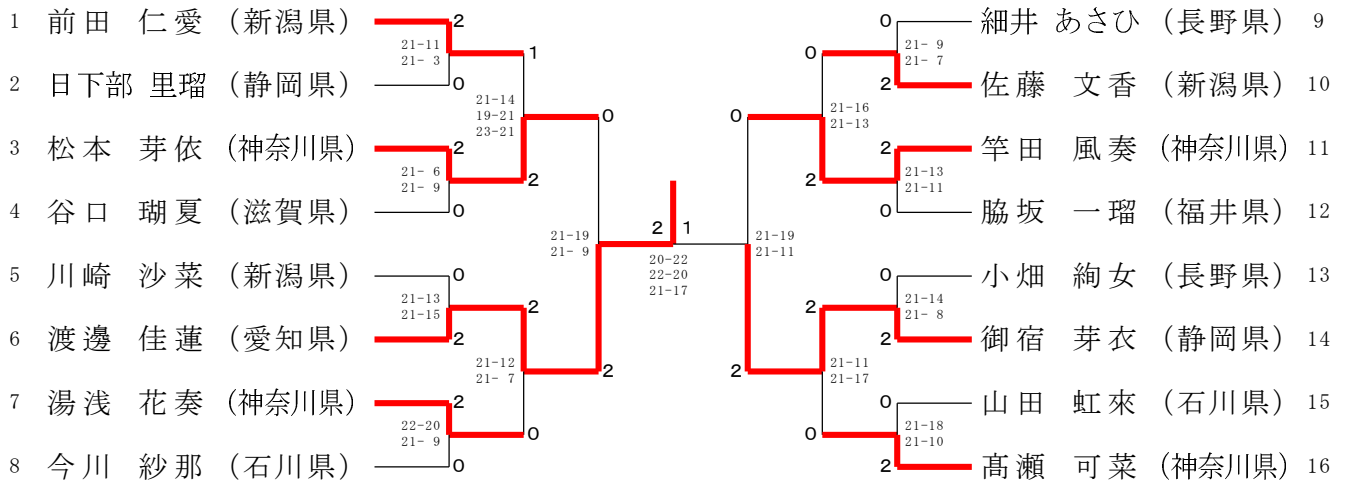 1 前田 仁愛 (新潟県) 2 0 細井 あさひ (長野県) 9
21-11 21- 9
21- 3 1 0 21- 7
2 日下部 里瑠 (静岡県) 0 2 佐藤 文香 (新潟県) 10
21-14 21-16
19-21 0 0 21-13
23-21
3 松本 芽依 (神奈川県) 2 2 竿田 風奏 (神奈川県) 11
21- 6 21-13
21- 9 2 2 21-11
4 谷口 瑚夏 (滋賀県) 0 0 脇坂 一瑠 (福井県) 12
21-19 2 1 21-19
21- 9 21-11
20-22
22-20
21-17
5 川崎 沙菜 (新潟県) 0 0 小畑 絢女 (長野県) 13
21-13 21-14
21-15 2 2 21- 8
6 渡邊 佳蓮 (愛知県) 2 2 御宿 芽衣 (静岡県) 14
21-12 21-11
21- 7 2 2 21-17
7 湯浅 花奏 (神奈川県) 2 0 山田 虹來 (石川県) 15
22-20 21-18
21- 9 0 0 21-10
8 今川 紗那 (石川県) 0 2 髙瀬 可菜 (神奈川県) 16